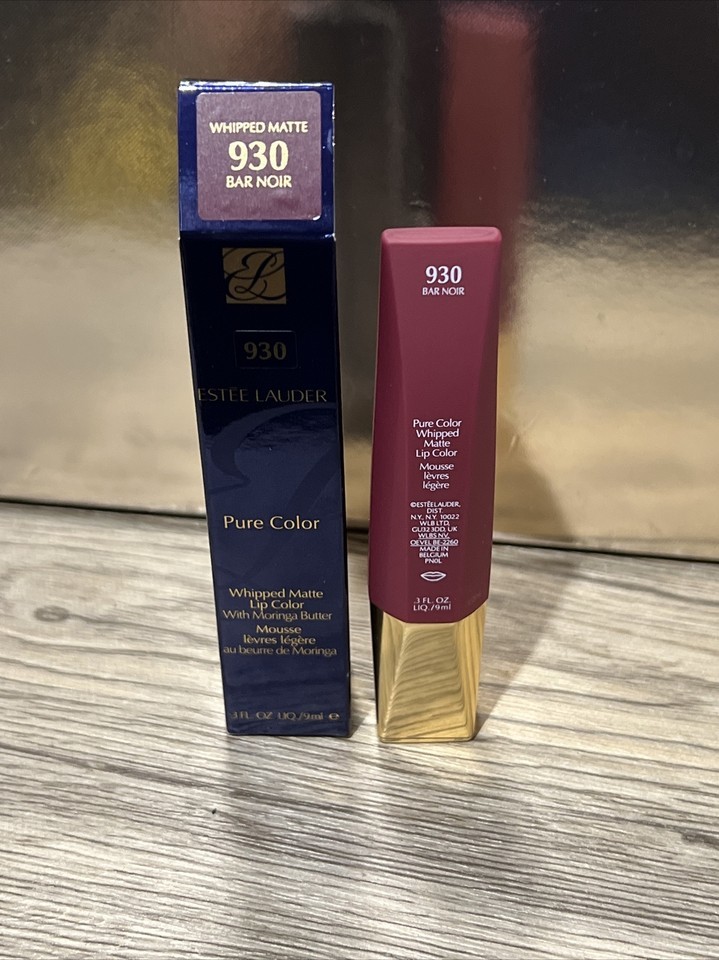 WHIPPED MATTE
930
BAR NOIR
930
ESTĒE LAUDER
Pure Color
Whipped Matte
Lip Color
With Moringa Butter
Mousse
lèvres légère
au beurre de Moringa
.3 FL. OZ. LIQ./9ml e
930
BAR NOIR
Pure Color
Whipped
Matte
Lip Color
Mousse
lèvres
légère
©ESTĒELAUDER,
DIST.
N.Y., N.Y. 10022
WLB LTD,
GU32 3DD, UK
WLBS NV,
OEVEL BE-2260
MADE IN
BELGIUM
PN0L
.3 FL. OZ.
LIQ./9ml